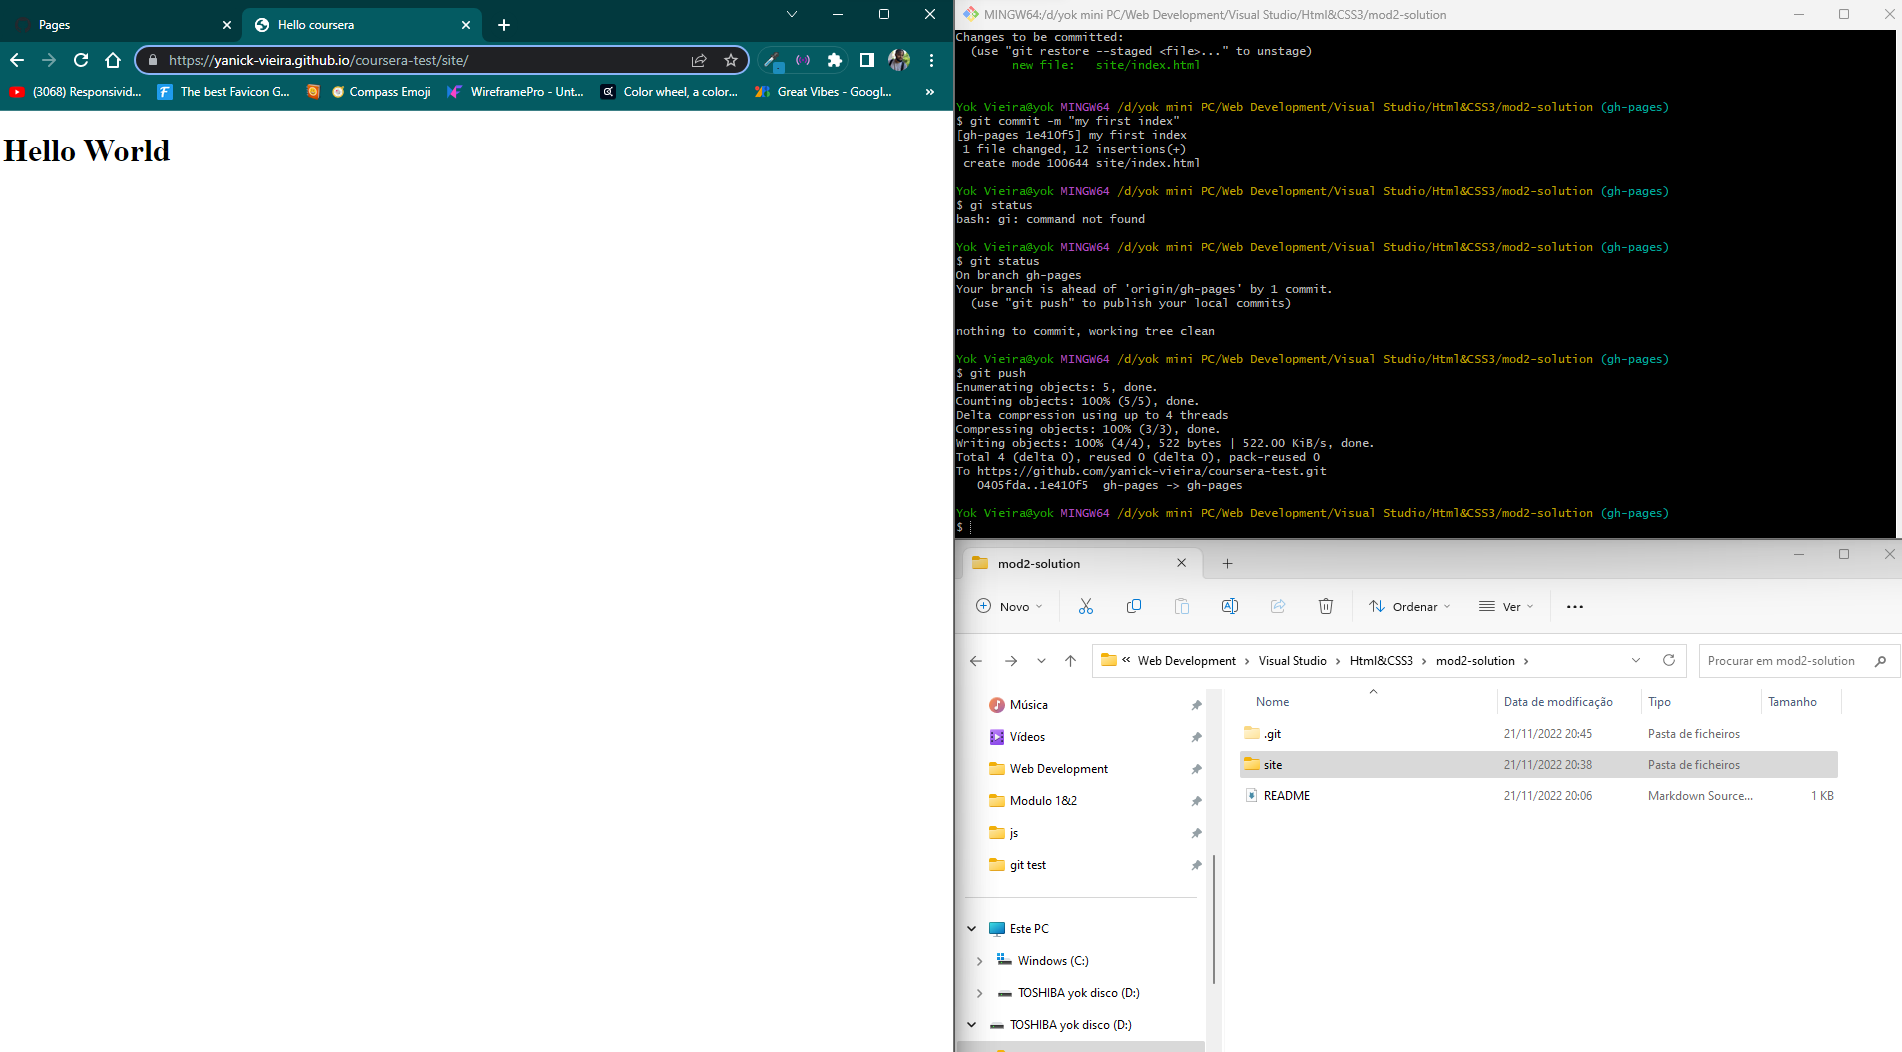 Pages
Hello coursera
https://yanick-vieira.github.io/coursera-test/site/
(3068) Responsivid...
The best Favicon G...
Compass Emoji
WireframePro - Unt...
Color wheel, a color...
Great Vibes - Googl...
»
Hello World
MINGW64:/d/yok mini PC/Web Development/Visual Studio/Html&CSS3/mod2-solution
Changes to be committed:
(use "git restore --staged <file>..." to unstage)
new file:   site/index.html
Yok Vieira@yok MINGW64 /d/yok mini PC/Web Development/Visual Studio/Html&CSS3/mod2-solution (gh-pages)
$ git commit -m "my first index"
[gh-pages 1e410f5] my first index
1 file changed, 12 insertions(+)
create mode 100644 site/index.html
Yok Vieira@yok MINGW64 /d/yok mini PC/Web Development/Visual Studio/Html&CSS3/mod2-solution (gh-pages)
$ gi status
bash: gi: command not found
Yok Vieira@yok MINGW64 /d/yok mini PC/Web Development/Visual Studio/Html&CSS3/mod2-solution (gh-pages)
$ git status
On branch gh-pages
Your branch is ahead of 'origin/gh-pages' by 1 commit.
(use "git push" to publish your local commits)
nothing to commit, working tree clean
Yok Vieira@yok MINGW64 /d/yok mini PC/Web Development/Visual Studio/Html&CSS3/mod2-solution (gh-pages)
$ git push
Enumerating objects: 5, done.
Counting objects: 100% (5/5), done.
Delta compression using up to 4 threads
Compressing objects: 100% (3/3), done.
Writing objects: 100% (4/4), 522 bytes | 522.00 KiB/s, done.
Total 4 (delta 0), reused 0 (delta 0), pack-reused 0
To https://github.com/yanick-vieira/coursera-test.git
0405fda..1e410f5  gh-pages -> gh-pages
Yok Vieira@yok MINGW64 /d/yok mini PC/Web Development/Visual Studio/Html&CSS3/mod2-solution (gh-pages)
$
mod2-solution
Novo
Ordenar
Ver
« Web Development › Visual Studio › Html&CSS3 › mod2-solution ›
Procurar em mod2-solution
Música
Vídeos
Web Development
Modulo 1&2
js
git test
Este PC
Windows (C:)
TOSHIBA yok disco (D:)
TOSHIBA yok disco (D:)
Nome Data de modificação Tipo Tamanho
.git 21/11/2022 20:45 Pasta de ficheiros
site 21/11/2022 20:38 Pasta de ficheiros
README 21/11/2022 20:06 Markdown Source... 1 KB